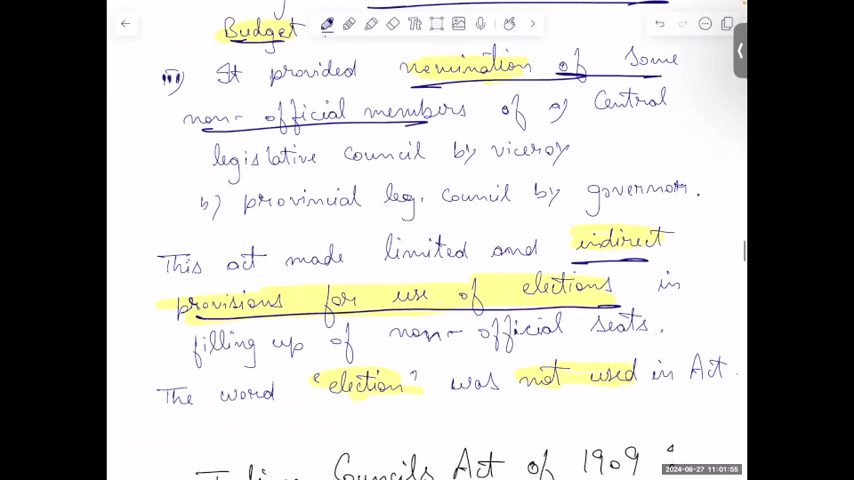 Budget.
iii) It provided nomination of some
non-official members of a) Central
legislative council by viceroy
b) provincial leg. council by governor.
This act made limited and indirect
provisions for use of elections in
filling up of non-official seats.
The word "election" was not used in Act.
Councils Act of 1909
2024-08-27 11:01:55